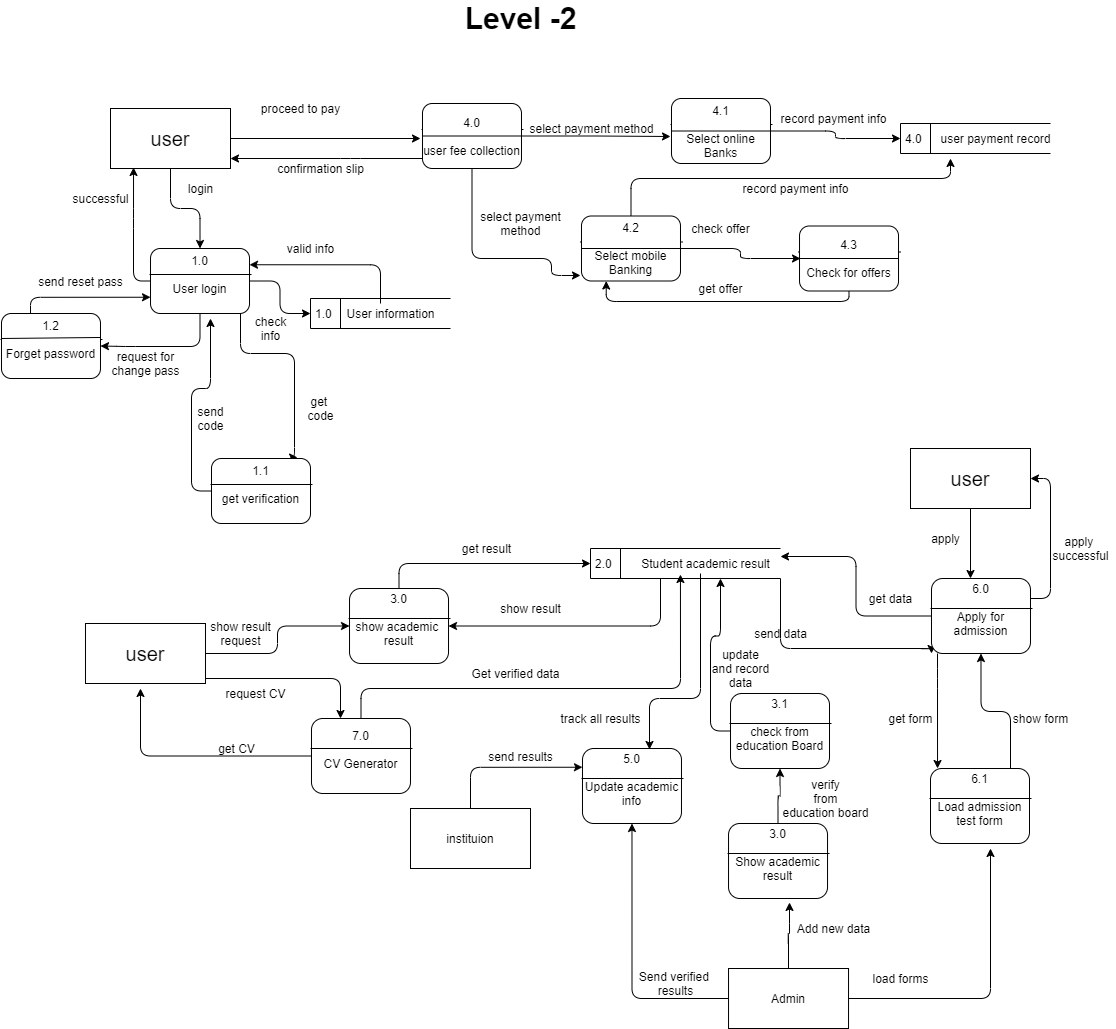 Level -2
user
proceed to pay
confirmation slip
4.0
user fee collection
select payment method
4.1
Select online
Banks
record payment info
4.0
user payment record
record payment info
select payment
method
4.2
Select mobile
Banking
check offer
4.3
Check for offers
get offer
successful
login
1.0
User login
valid info
send reset pass
1.0
User information
check
info
1.2
Forget password
request for
change pass
send
code
get
code
1.1
get verification
user
apply
apply
successful
get result
2.0
Student academic result
6.0
Apply for
admission
get data
send data
3.0
show academic
result
show result
show result
request
user
request CV
Get verified data
get CV
7.0
CV Generator
update
and record
data
track all results
3.1
check from
education Board
get form
show form
send results
5.0
Update academic
info
6.1
Load admission
test form
verify
from
education board
instituion
3.0
Show academic
result
Add new data
Send verified
results
Admin
load forms